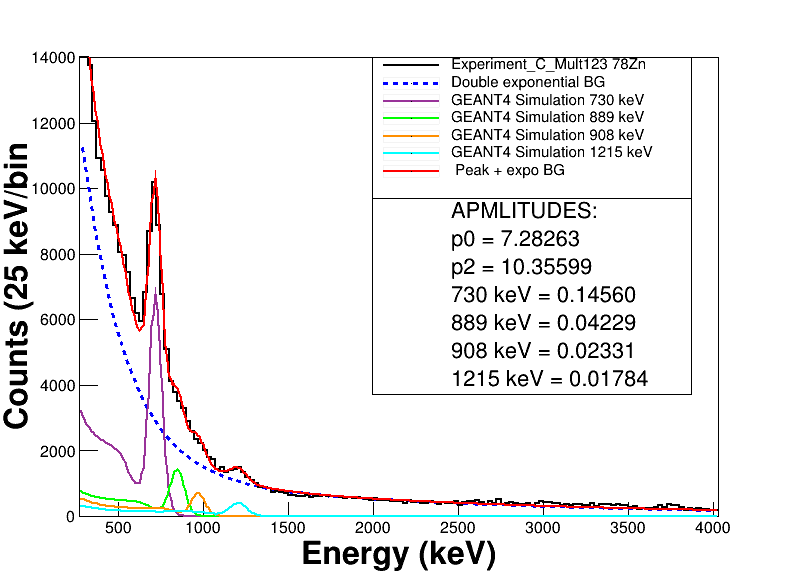 14000
12000
10000
8000
6000
4000
2000
0
Counts (25 keV/bin
Experiment_C_Mult123 78Zn
Double exponential BG
GEANT4 Simulation 730 keV
GEANT4 Simulation 889 keV
GEANT4 Simulation 908 keV
GEANT4 Simulation 1215 keV
Peak + expo BG
APMLITUDES:
p0 = 7.28263
p2 = 10.35599
730 keV = 0.14560
889 keV = 0.04229
908 keV = 0.02331
1215 keV = 0.01784
500 1000 1500 2000 2500 3000 3500 4000
Energy (keV)